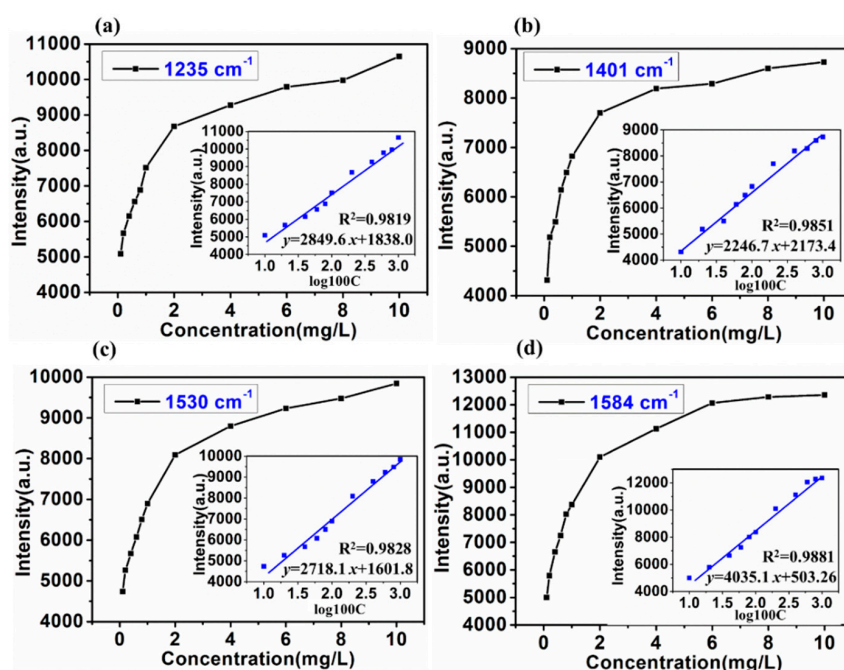 (a)
1235 cm⁻¹
11000
10000
9000
8000
7000
6000
5000
4000
Intensity(a.u.)
0 2 4 6 8 10
Concentration(mg/L)
11000
10000
9000
8000
7000
6000
5000
4000
Intensity(a.u.)
R²=0.9819
y=2849.6 x+1838.0
1.0 1.5 2.0 2.5 3.0
log100C
(b)
1401 cm⁻¹
9000
8000
7000
6000
5000
4000
Intensity(a.u.)
0 2 4 6 8 10
Concentration(mg/L)
9000
8000
7000
6000
5000
4000
Intensity(a.u.)
R²=0.9851
y=2246.7 x+2173.4
1.0 1.5 2.0 2.5 3.0
log100C
(c)
1530 cm⁻¹
10000
9000
8000
7000
6000
5000
4000
Intensity(a.u.)
0 2 4 6 8 10
Concentration(mg/L)
10000
9000
8000
7000
6000
5000
4000
Intensity(a.u.)
R²=0.9828
y=2718.1 x+1601.8
1.0 1.5 2.0 2.5 3.0
log100C
(d)
1584 cm⁻¹
13000
12000
11000
10000
9000
8000
7000
6000
5000
4000
Intensity(a.u.)
0 2 4 6 8 10
Concentration(mg/L)
12000
10000
8000
6000
4000
Intensity(a.u.)
R²=0.9881
y=4035.1 x+503.26
1.0 1.5 2.0 2.5 3.0
log100C